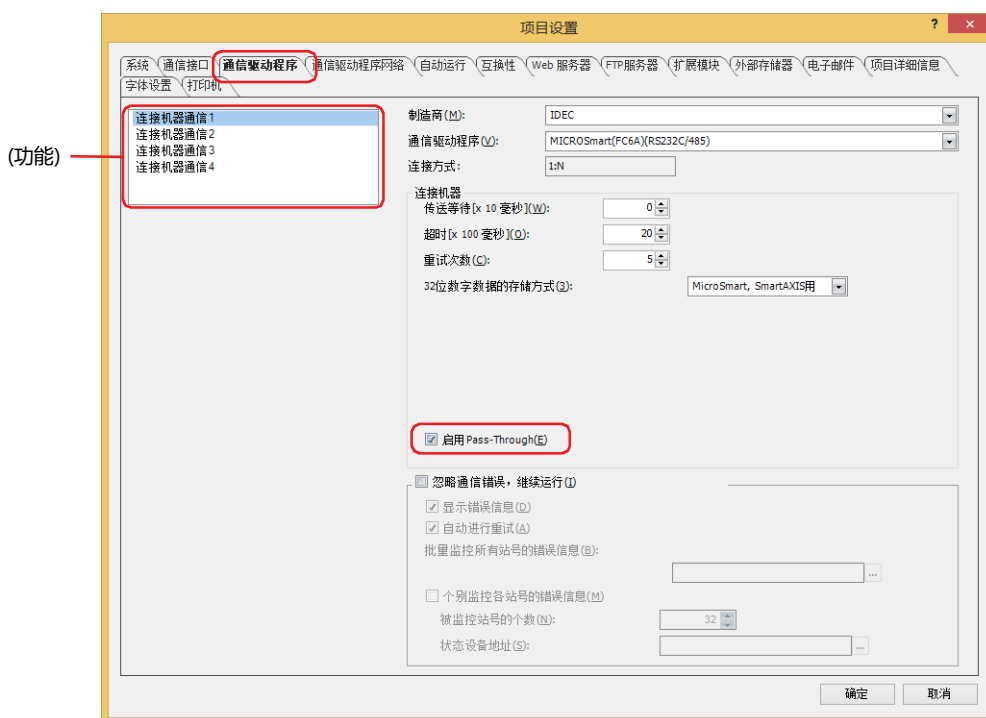 项目设置
? ×
系统 通信接口 通信驱动程序 通信驱动程序网络 自动运行 互换性 Web 服务器 FTP服务器 扩展模块 外部存储器 电子邮件 项目详细信息
字体设置 打印机
(功能)
连接机器通信1
连接机器通信2
连接机器通信3
连接机器通信4
制造商(M): IDEC
通信驱动程序(V): MICROSmart(FC6A)(RS232C/485)
连接方式: 1:N
连接机器
传送等待[x 10 毫秒](W): 0
超时[x 100 毫秒](O): 20
重试次数(C): 5
32位数字数据的存储方式(3): MicroSmart, SmartAXIS用
启用Pass-Through(E)
忽略通信错误，继续运行(I)
显示错误信息(D)
自动进行重试(A)
批量监控所有站号的错误信息(B):
...
个别监控各站号的错误信息(M)
被监控站号的个数(N): 32
状态设备地址(S): ...
确定 取消